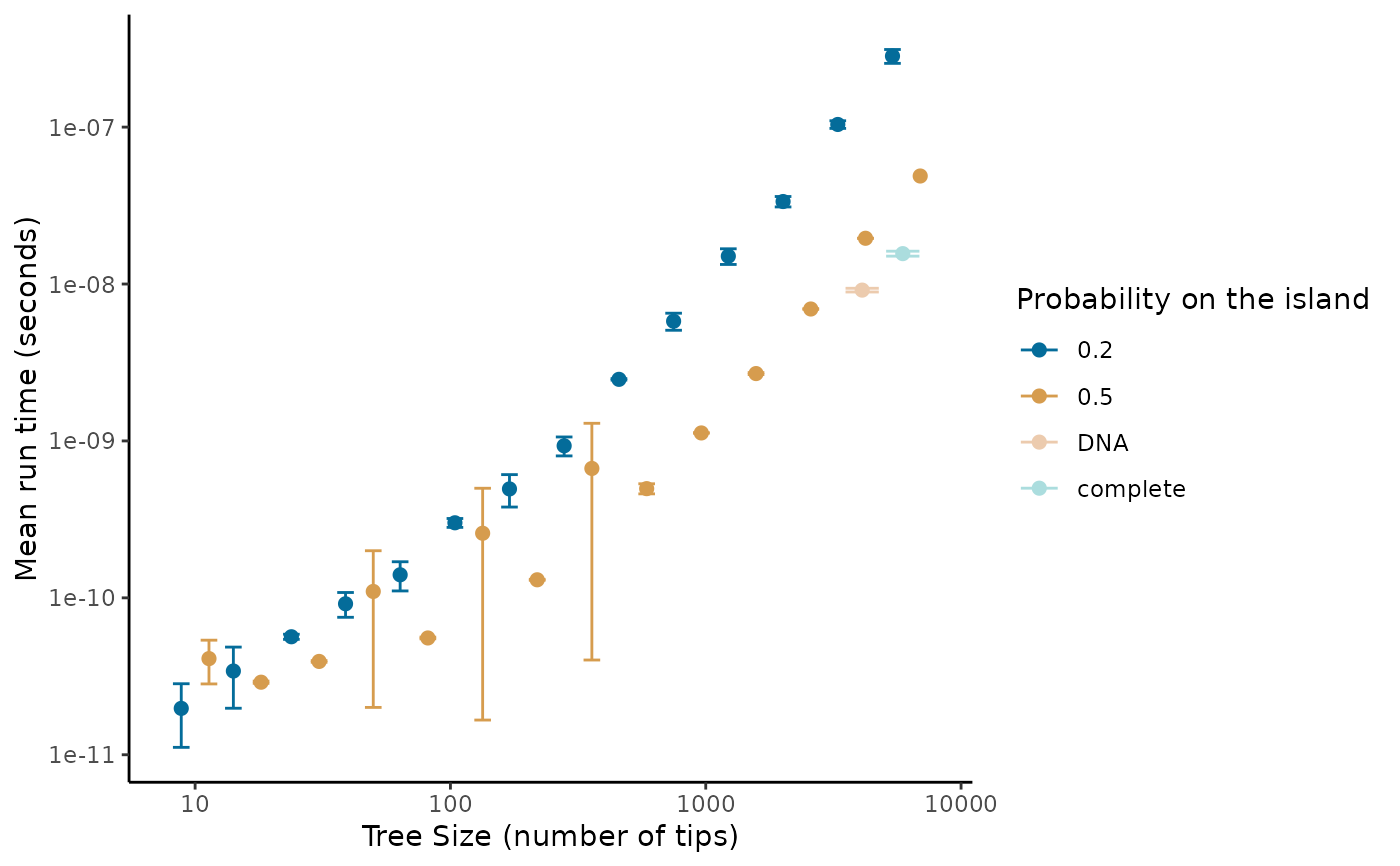 1e-07
1e-08
1e-09
1e-10
1e-11
Mean run time (seconds)
10
100
1000
10000
Tree Size (number of tips)
Probability on the island
0.2
0.5
DNA
complete